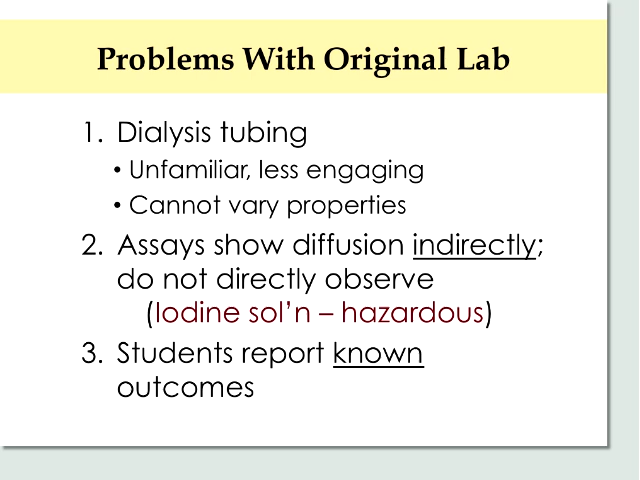 Problems With Original Lab
1. Dialysis tubing
• Unfamiliar, less engaging
• Cannot vary properties
2. Assays show diffusion indirectly;
do not directly observe
(Iodine sol’n – hazardous)
3. Students report known
outcomes